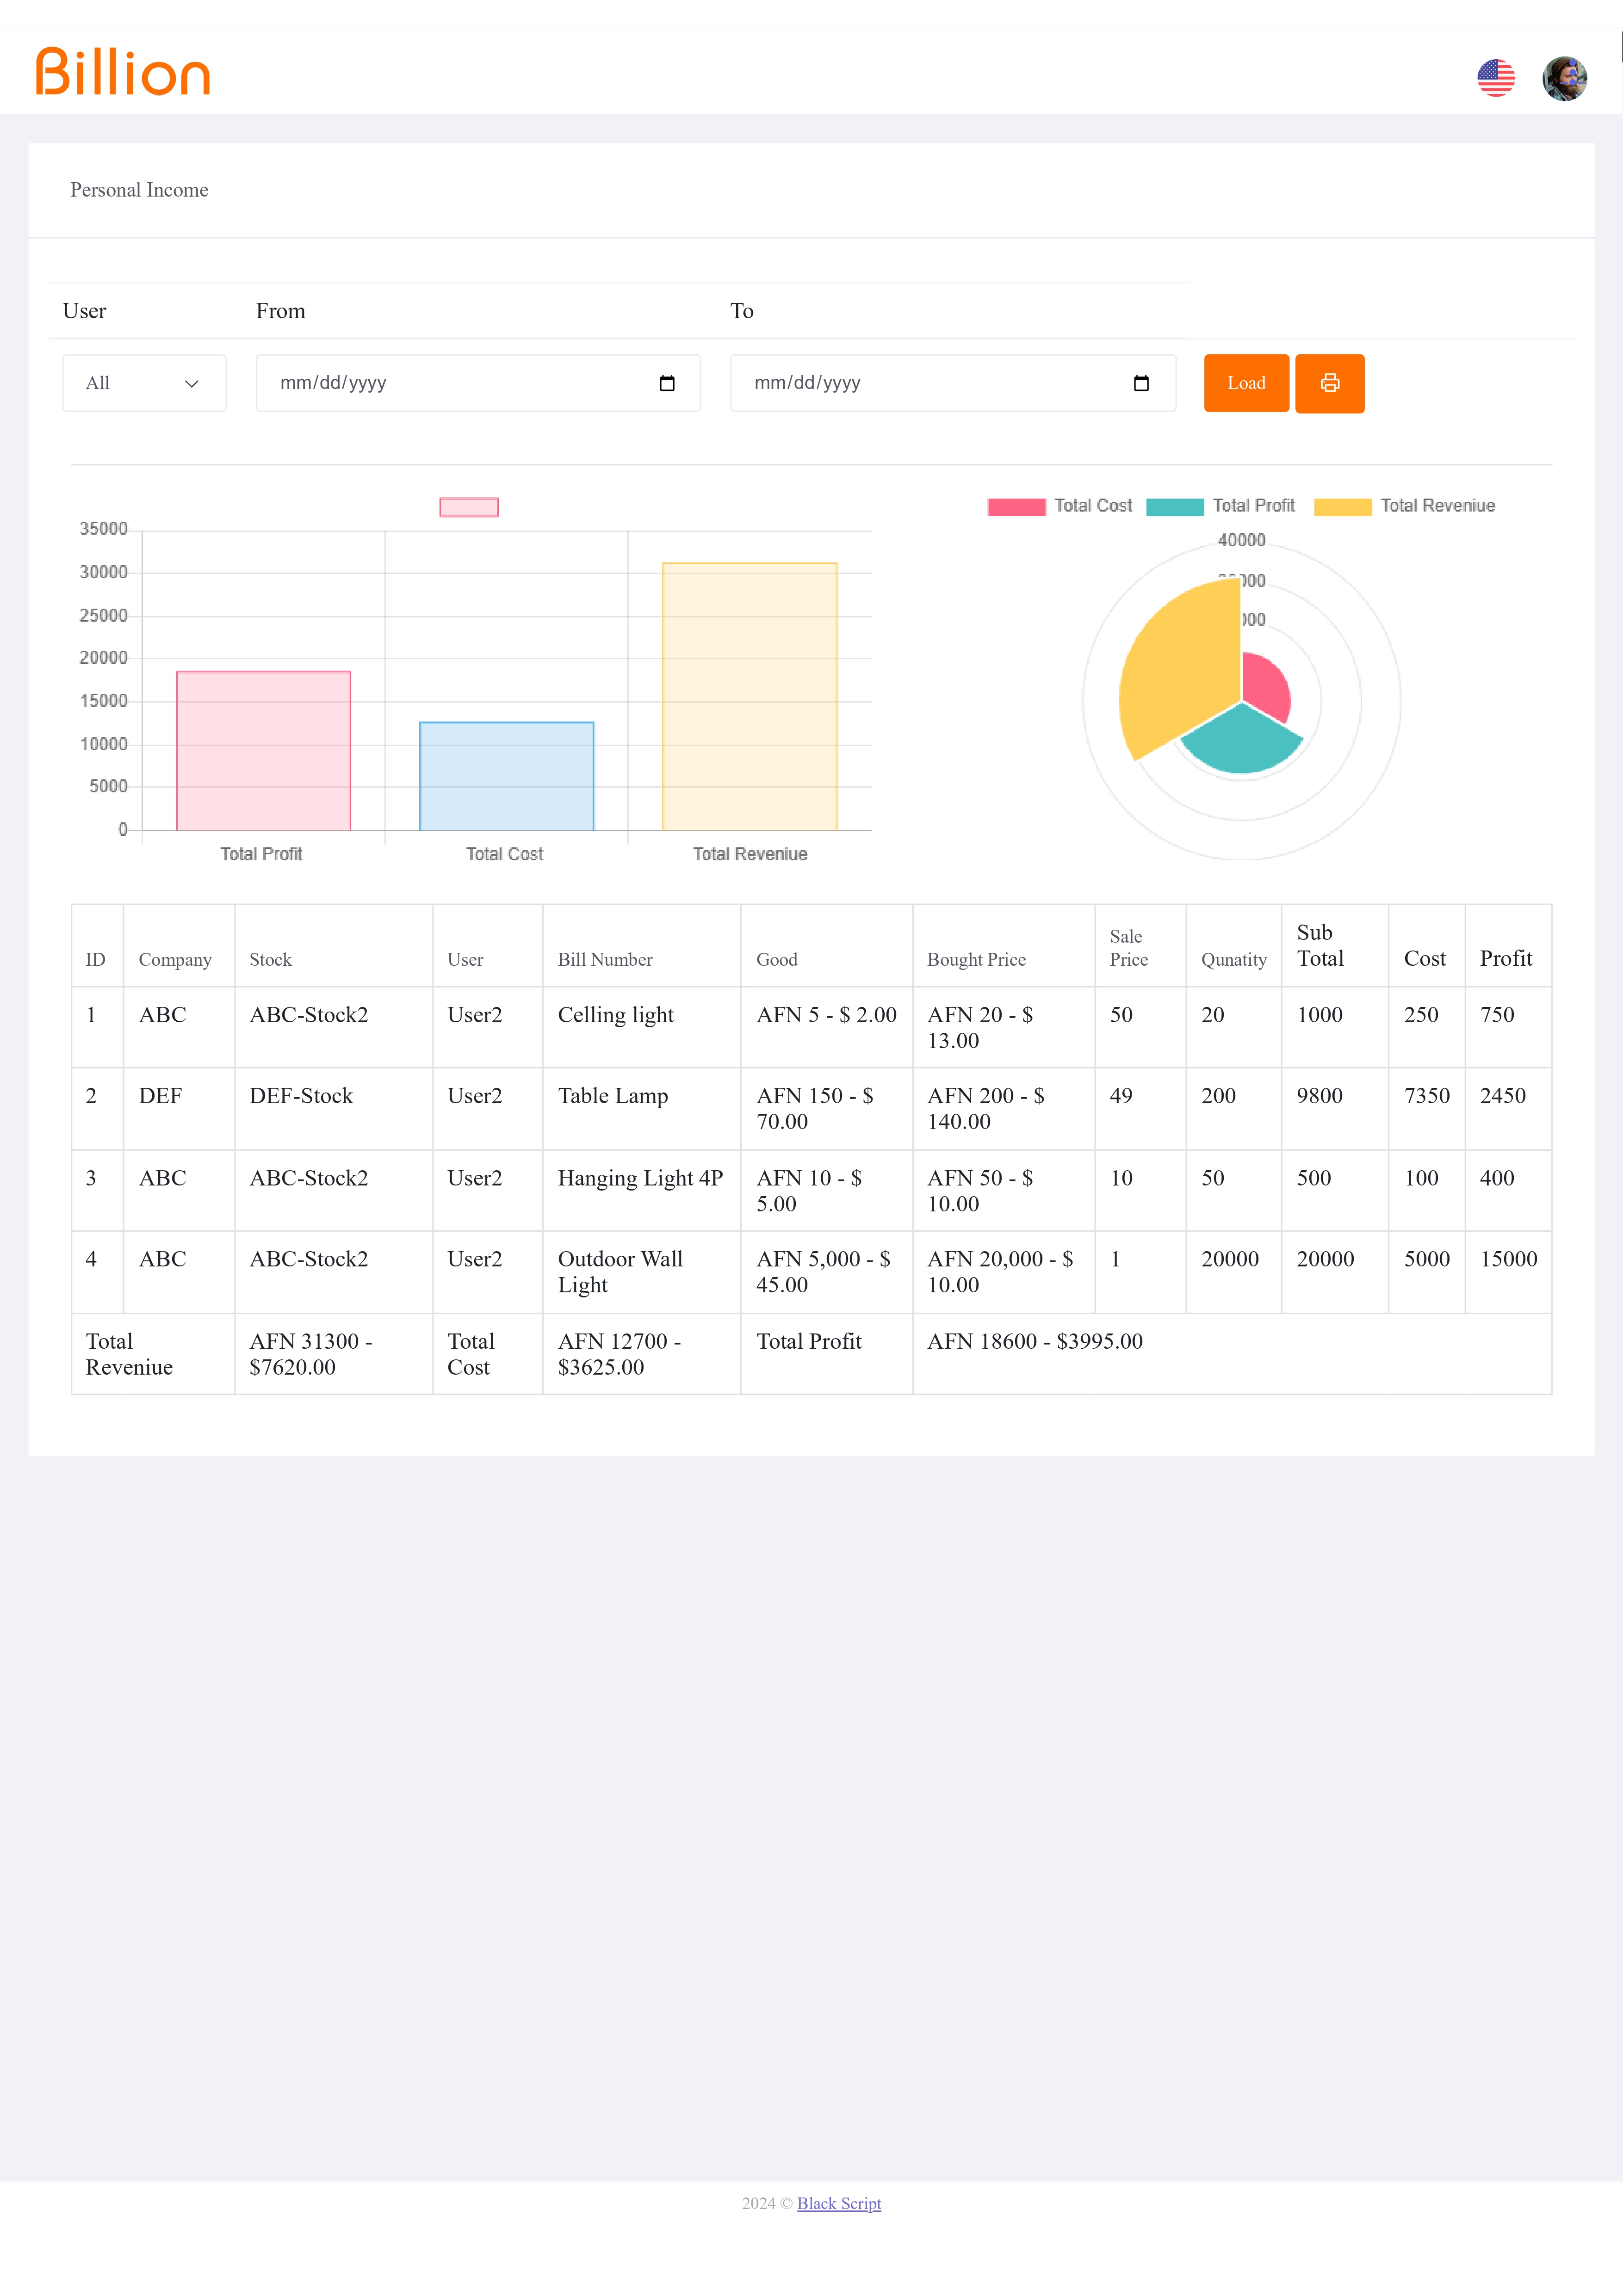 Billion
Personal Income
User From To
All mm/dd/yyyy mm/dd/yyyy Load
Total Cost Total Profit Total Reveniue
35000
30000
25000
20000
15000
10000
5000
0
Total Profit Total Cost Total Reveniue
40000
ID Company Stock User Bill Number Good Bought Price Sale Price Qunatity Sub Total Cost Profit
1 ABC ABC-Stock2 User2 Celling light AFN 5 - $ 2.00 AFN 20 - $ 13.00 50 20 1000 250 750
2 DEF DEF-Stock User2 Table Lamp AFN 150 - $ 70.00 AFN 200 - $ 140.00 49 200 9800 7350 2450
3 ABC ABC-Stock2 User2 Hanging Light 4P AFN 10 - $ 5.00 AFN 50 - $ 10.00 10 50 500 100 400
4 ABC ABC-Stock2 User2 Outdoor Wall Light AFN 5,000 - $ 45.00 AFN 20,000 - $ 10.00 1 20000 20000 5000 15000
Total Reveniue AFN 31300 - $7620.00 Total Cost AFN 12700 - $3625.00 Total Profit AFN 18600 - $3995.00
2024 © Black Script